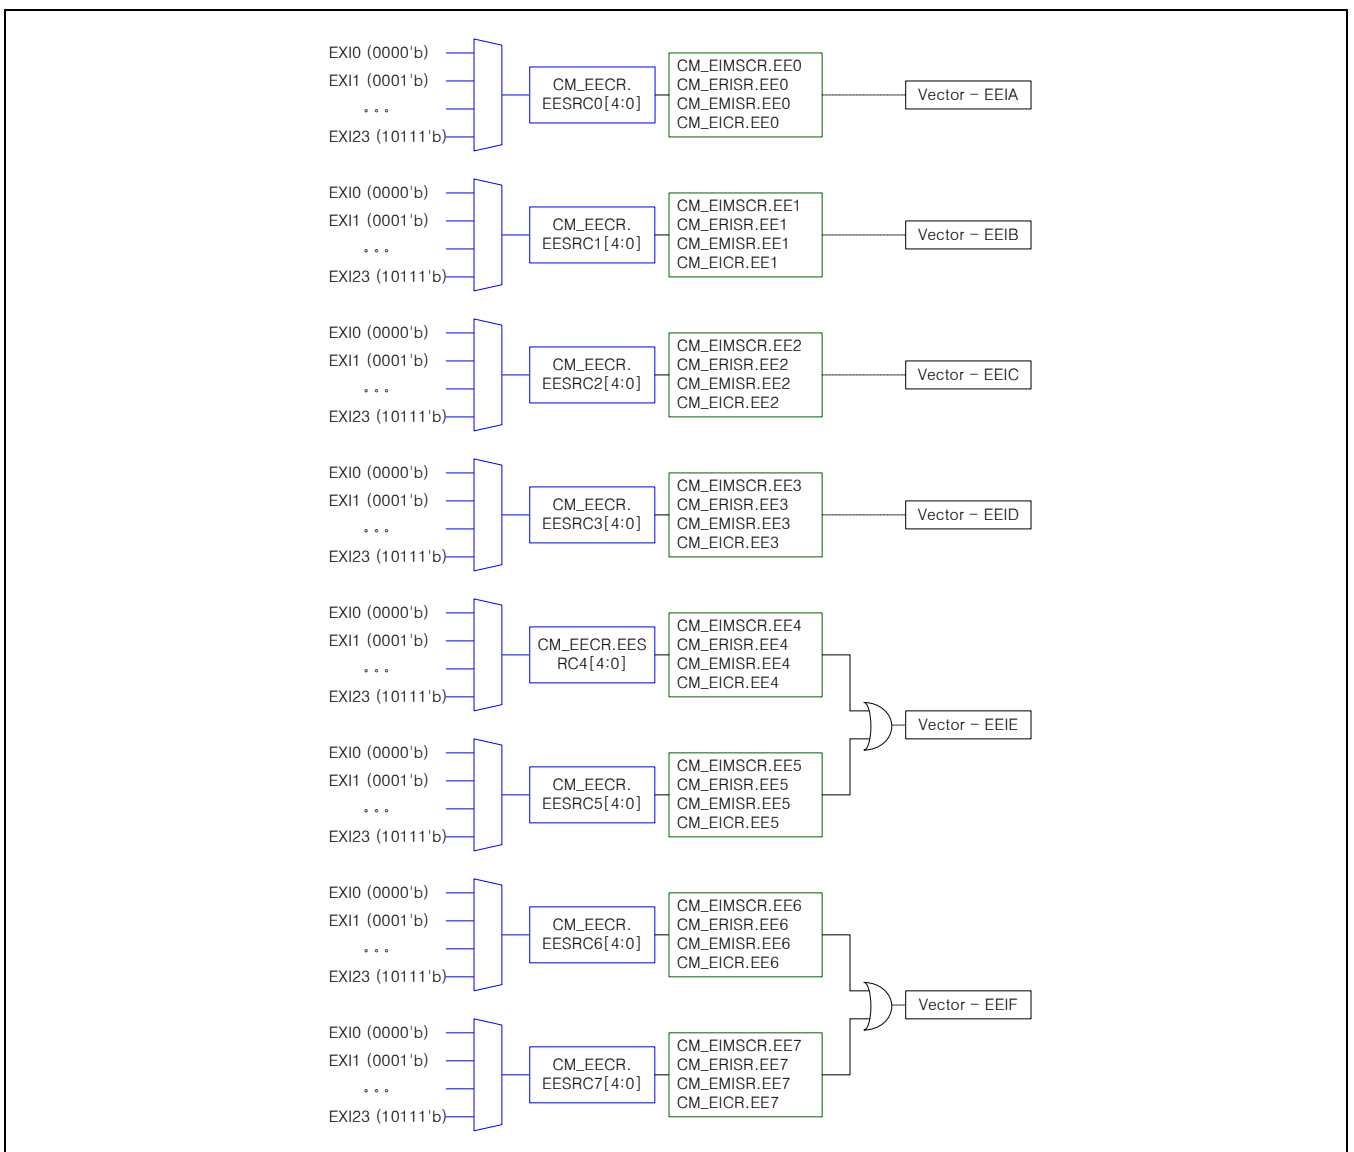 EXI0 (0000'b)
EXI1 (0001'b)
∘ ∘ ∘
EXI23 (10111'b)
CM_EECR.
EESRC0[4:0]
CM_EIMSCR.EE0
CM_ERISR.EE0
CM_EMISR.EE0
CM_EICR.EE0
Vector - EEIA
EXI0 (0000'b)
EXI1 (0001'b)
∘ ∘ ∘
EXI23 (10111'b)
CM_EECR.
EESRC1[4:0]
CM_EIMSCR.EE1
CM_ERISR.EE1
CM_EMISR.EE1
CM_EICR.EE1
Vector - EEIB
EXI0 (0000'b)
EXI1 (0001'b)
∘ ∘ ∘
EXI23 (10111'b)
CM_EECR.
EESRC2[4:0]
CM_EIMSCR.EE2
CM_ERISR.EE2
CM_EMISR.EE2
CM_EICR.EE2
Vector - EEIC
EXI0 (0000'b)
EXI1 (0001'b)
∘ ∘ ∘
EXI23 (10111'b)
CM_EECR.
EESRC3[4:0]
CM_EIMSCR.EE3
CM_ERISR.EE3
CM_EMISR.EE3
CM_EICR.EE3
Vector - EEID
EXI0 (0000'b)
EXI1 (0001'b)
∘ ∘ ∘
EXI23 (10111'b)
CM_EECR.EES
RC4[4:0]
CM_EIMSCR.EE4
CM_ERISR.EE4
CM_EMISR.EE4
CM_EICR.EE4
Vector - EEIE
EXI0 (0000'b)
EXI1 (0001'b)
∘ ∘ ∘
EXI23 (10111'b)
CM_EECR.
EESRC5[4:0]
CM_EIMSCR.EE5
CM_ERISR.EE5
CM_EMISR.EE5
CM_EICR.EE5
EXI0 (0000'b)
EXI1 (0001'b)
∘ ∘ ∘
EXI23 (10111'b)
CM_EECR.
EESRC6[4:0]
CM_EIMSCR.EE6
CM_ERISR.EE6
CM_EMISR.EE6
CM_EICR.EE6
Vector - EEIF
EXI0 (0000'b)
EXI1 (0001'b)
∘ ∘ ∘
EXI23 (10111'b)
CM_EECR.
EESRC7[4:0]
CM_EIMSCR.EE7
CM_ERISR.EE7
CM_EMISR.EE7
CM_EICR.EE7